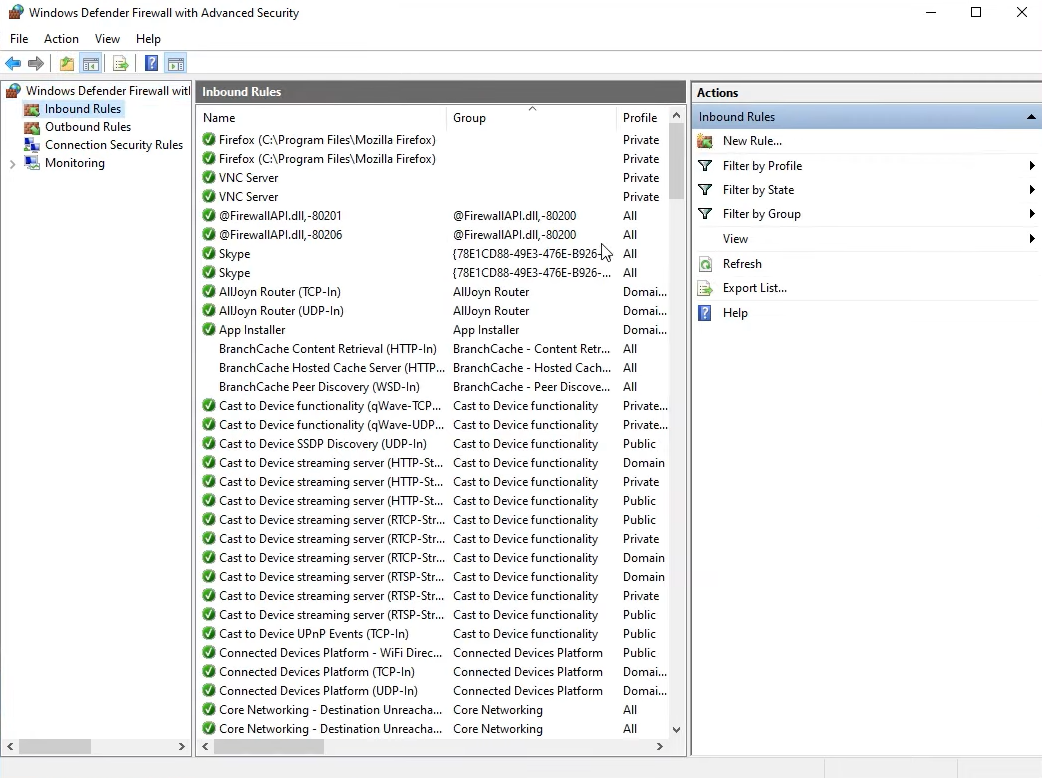 Windows Defender Firewall with Advanced Security
File Action View Help
Windows Defender Firewall witl
Inbound Rules
Outbound Rules
Connection Security Rules
Monitoring
Inbound Rules
Name Group Profile
Firefox (C:\Program Files\Mozilla Firefox) Private
Firefox (C:\Program Files\Mozilla Firefox) Private
VNC Server Private
VNC Server Private
@FirewallAPI.dll,-80201 @FirewallAPI.dll,-80200 All
@FirewallAPI.dll,-80206 @FirewallAPI.dll,-80200 All
Skype {78E1CD88-49E3-476E-B926-... All
Skype {78E1CD88-49E3-476E-B926-... All
AllJoyn Router (TCP-In) AllJoyn Router Domai...
AllJoyn Router (UDP-In) AllJoyn Router Domai...
App Installer App Installer Domai...
BranchCache Content Retrieval (HTTP-In) BranchCache - Content Retr... All
BranchCache Hosted Cache Server (HTTP... BranchCache - Hosted Cach... All
BranchCache Peer Discovery (WSD-In) BranchCache - Peer Discove... All
Cast to Device functionality (qWave-TCP... Cast to Device functionality Private...
Cast to Device functionality (qWave-UDP... Cast to Device functionality Private...
Cast to Device SSDP Discovery (UDP-In) Cast to Device functionality Public
Cast to Device streaming server (HTTP-St... Cast to Device functionality Domain
Cast to Device streaming server (HTTP-St... Cast to Device functionality Private
Cast to Device streaming server (HTTP-St... Cast to Device functionality Public
Cast to Device streaming server (RTCP-Str... Cast to Device functionality Public
Cast to Device streaming server (RTCP-Str... Cast to Device functionality Private
Cast to Device streaming server (RTCP-Str... Cast to Device functionality Domain
Cast to Device streaming server (RTSP-Str... Cast to Device functionality Domain
Cast to Device streaming server (RTSP-Str... Cast to Device functionality Private
Cast to Device streaming server (RTSP-Str... Cast to Device functionality Public
Cast to Device UPnP Events (TCP-In) Cast to Device functionality Public
Connected Devices Platform - WiFi Direc... Connected Devices Platform Public
Connected Devices Platform (TCP-In) Connected Devices Platform Domai...
Connected Devices Platform (UDP-In) Connected Devices Platform Domai...
Core Networking - Destination Unreacha... Core Networking All
Core Networking - Destination Unreacha... Core Networking All
Actions
Inbound Rules
New Rule...
Filter by Profile
Filter by State
Filter by Group
View
Refresh
Export List...
Help